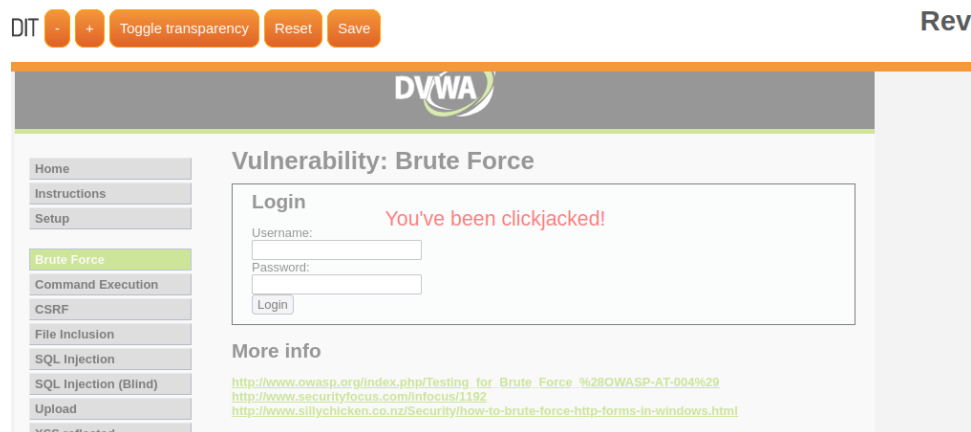 DIT - + Toggle transparency Reset Save Rev
DVWA
Vulnerability: Brute Force
Home
Instructions
Setup
Brute Force
Command Execution
CSRF
File Inclusion
SQL Injection
SQL Injection (Blind)
Upload
XSS reflected
Login
You've been clickjacked!
Username:
Password:
Login
More info
http://www.owasp.org/index.php/Testing_for_Brute_Force_%28OWASP-AT-004%29
http://www.securityfocus.com/infocus/1192
http://www.sillychicken.co.nz/Security/how-to-brute-force-http-forms-in-windows.html